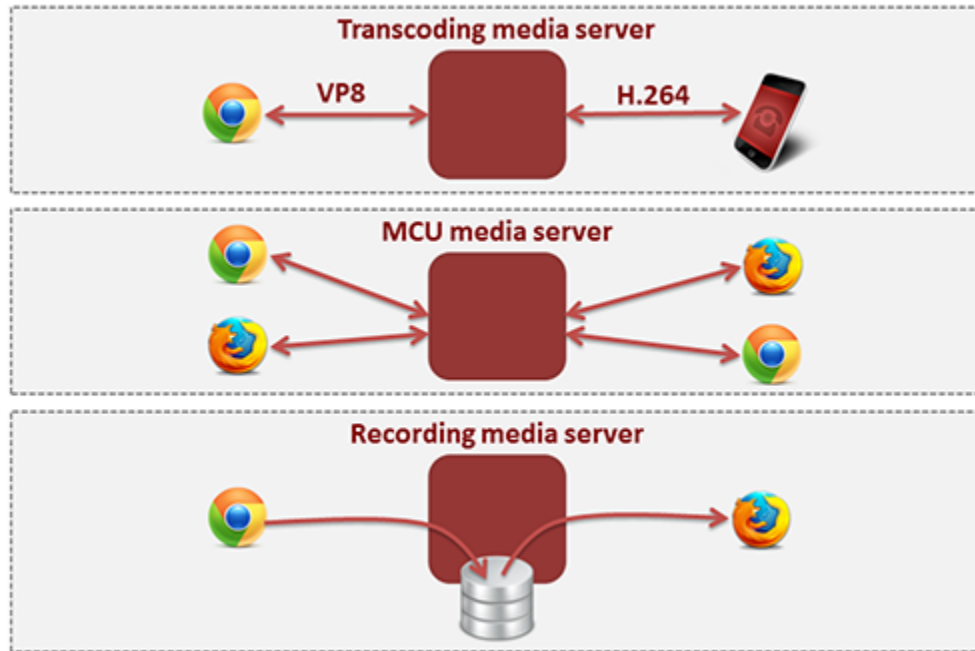 Transcoding media server
VP8
H.264
MCU media server
Recording media server